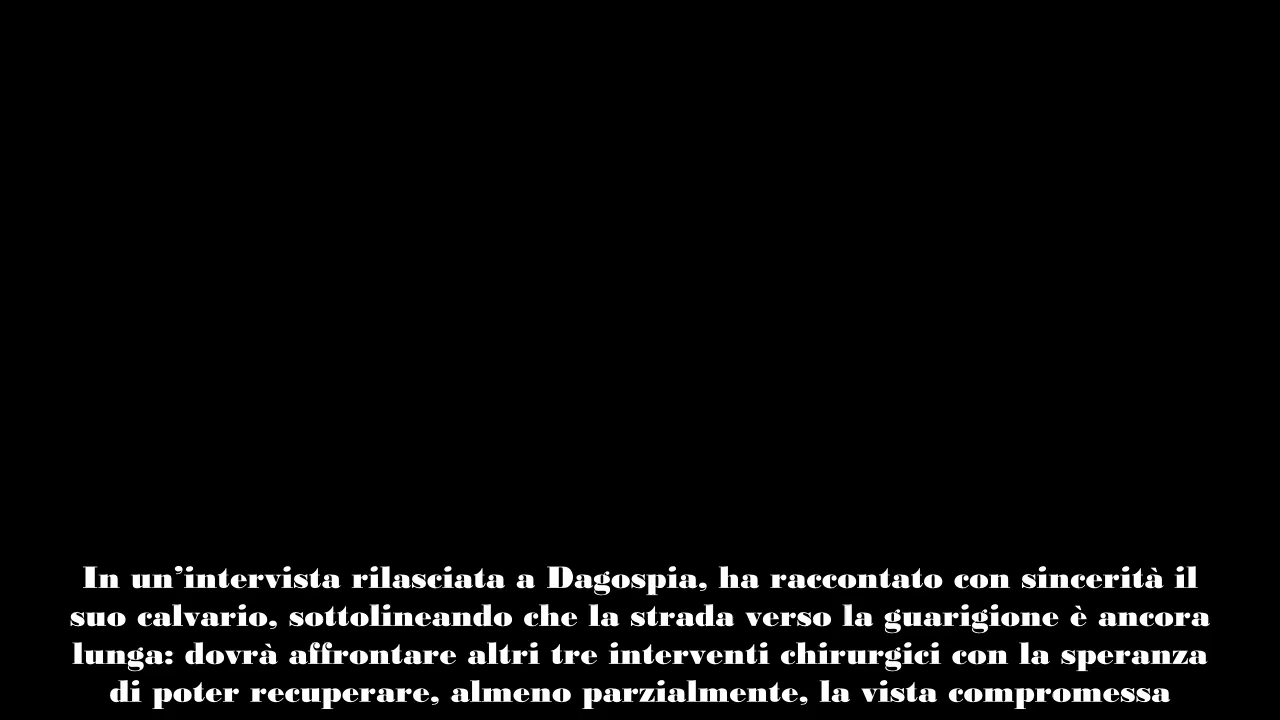 In un’intervista rilasciata a Dagospia, ha raccontato con sincerità il
suo calvario, sottolineando che la strada verso la guarigione è ancora
lunga: dovrà affrontare altri tre interventi chirurgici con la speranza
di poter recuperare, almeno parzialmente, la vista compromessa